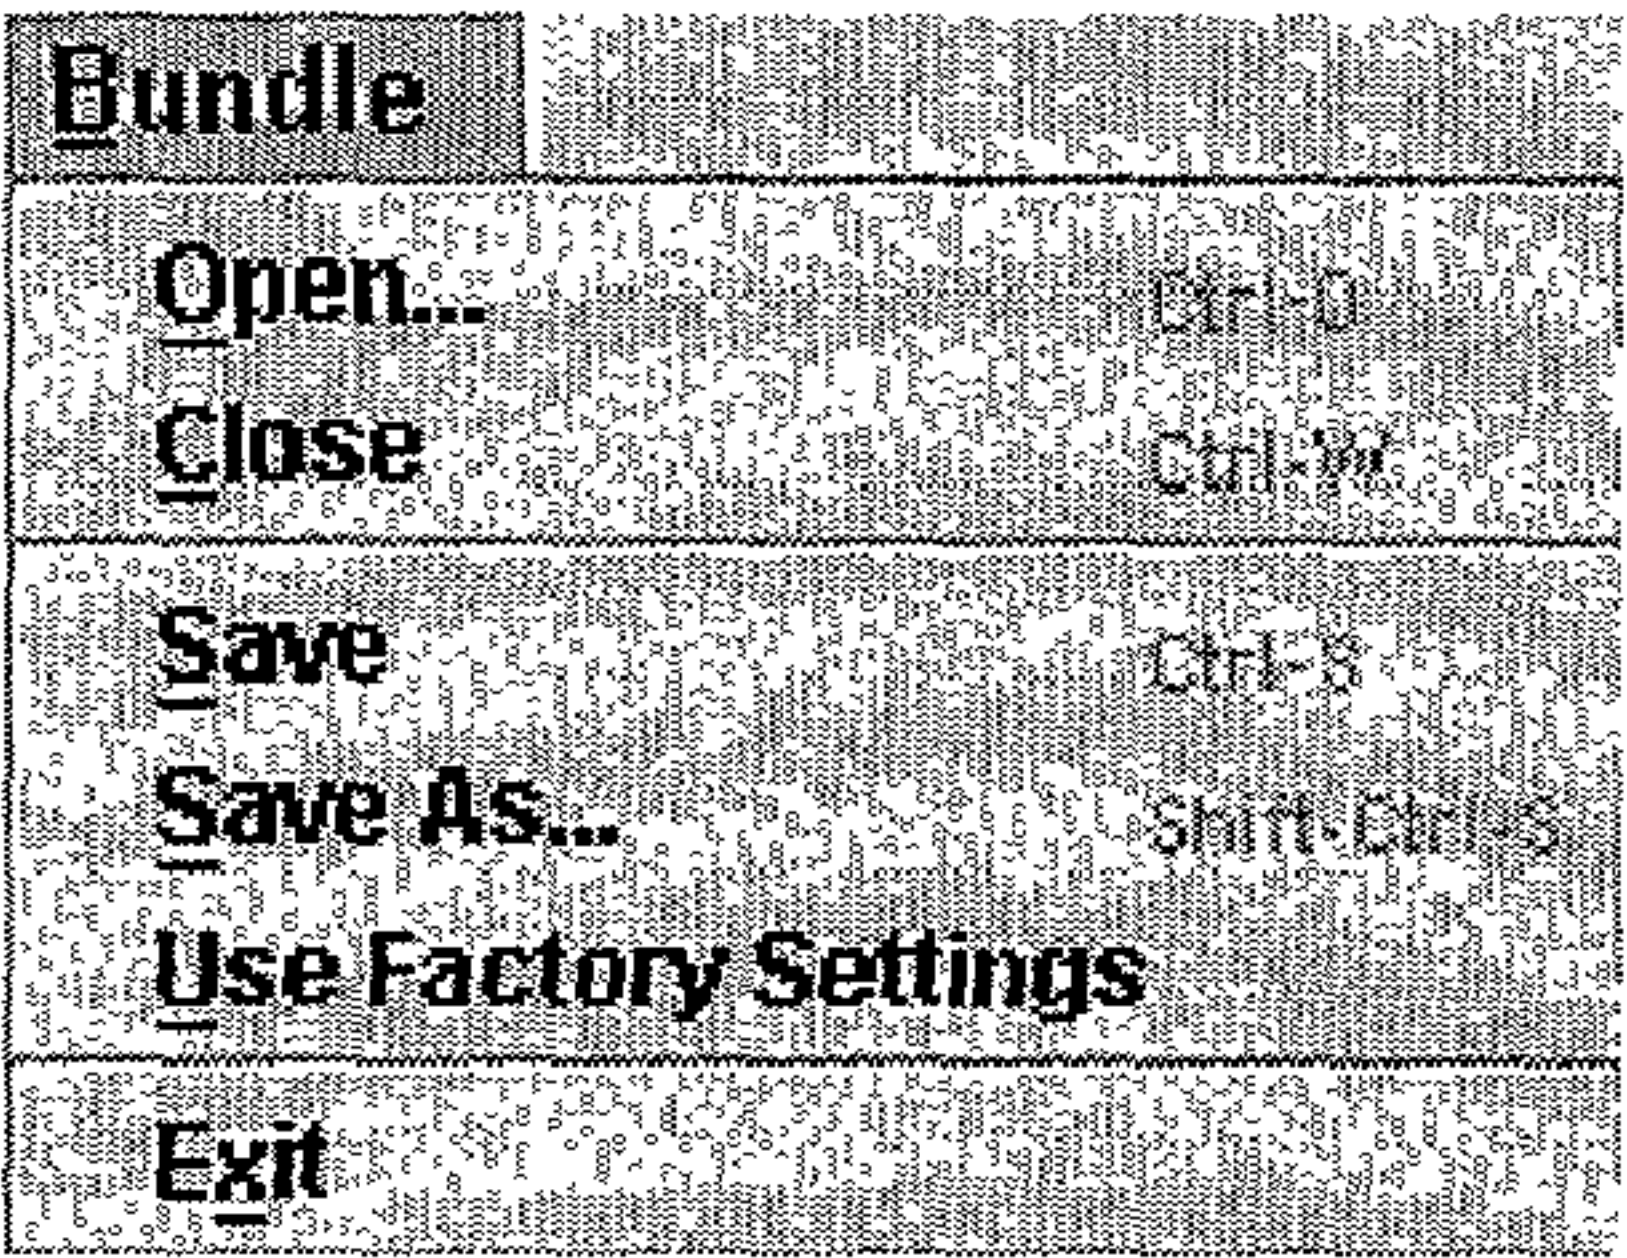 Bundle
Open... Ctrl-O
Close Ctrl-W
Save Ctrl-S
Save As... Shift-Ctrl-S
Use Factory Settings
Exit